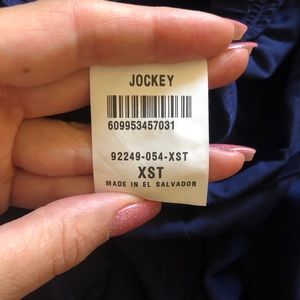 JOCKEY
609953457031
92249-054-XST
XST
MADE IN EL SALVADOR